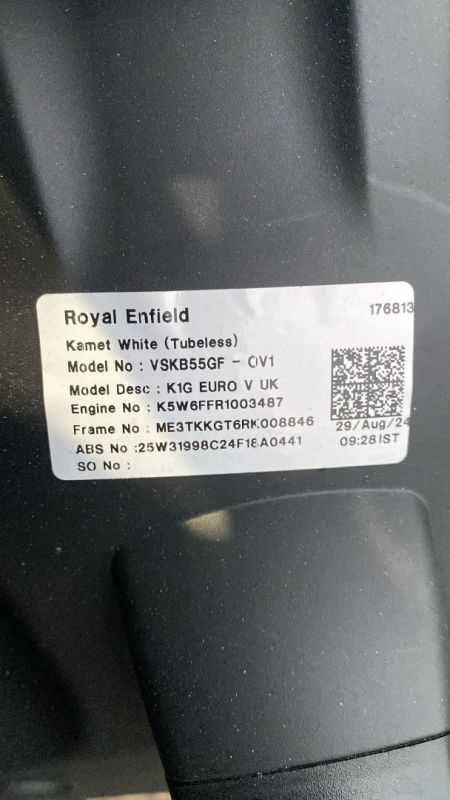 Royal Enfield 176813
Kamet White (Tubeless)
Model No : VSKB55GF - OV1
Model Desc : K1G EURO V UK
Engine No : K5W6FFR1003487
Frame No : ME3TKKGT6RK008846 29/Aug/24
ABS No :25W31998C24F18A0441 09:28IST
SO No :